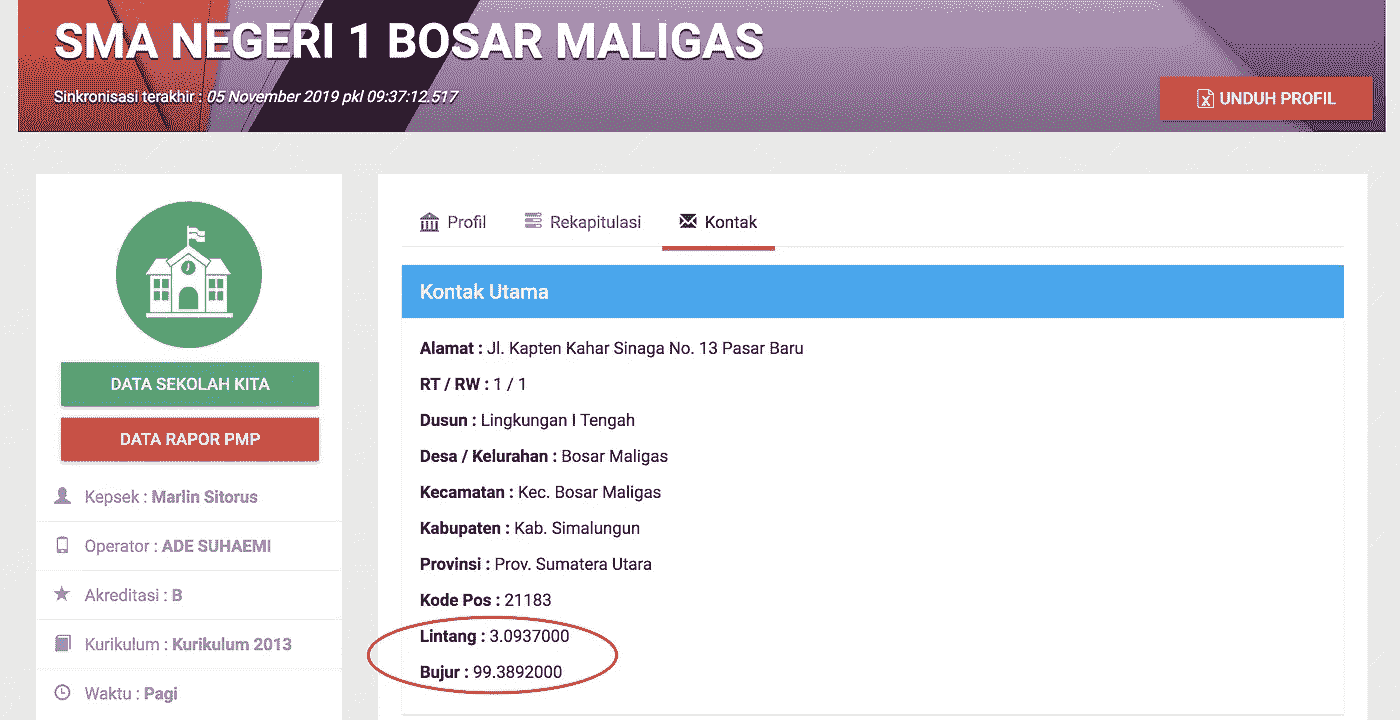 SMA NEGERI 1 BOSAR MALIGAS
Sinkronisasi terakhir : 05 November 2019 pkl 09:37:12.517
UNDUH PROFIL
DATA SEKOLAH KITA
DATA RAPOR PMP
Kepsek : Marlin Sitorus
Operator : ADE SUHAEMI
Akreditasi : B
Kurikulum : Kurikulum 2013
Waktu : Pagi
Profil
Rekapitulasi
Kontak
Kontak Utama
Alamat : Jl. Kapten Kahar Sinaga No. 13 Pasar Baru
RT / RW : 1 / 1
Dusun : Lingkungan I Tengah
Desa / Kelurahan : Bosar Maligas
Kecamatan : Kec. Bosar Maligas
Kabupaten : Kab. Simalungun
Provinsi : Prov. Sumatera Utara
Kode Pos : 21183
Lintang : 3.0937000
Bujur : 99.3892000